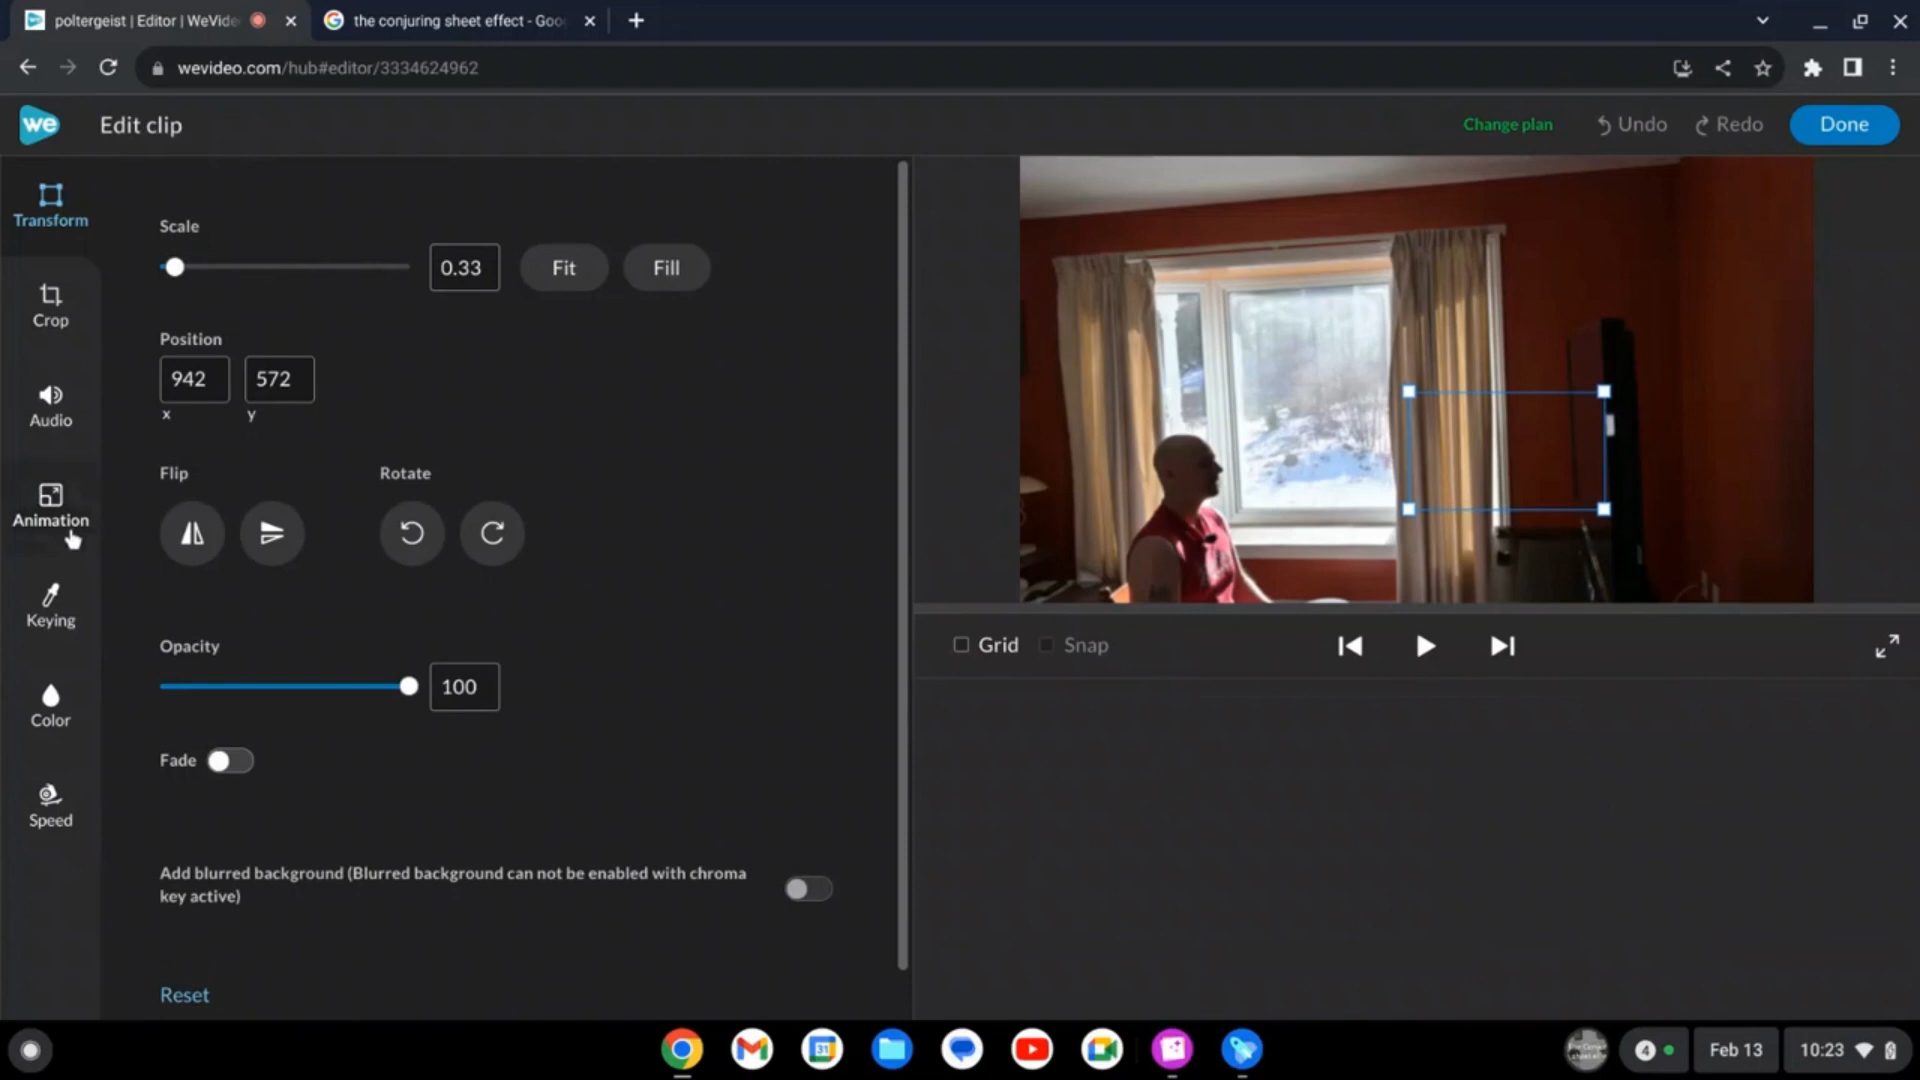 poltergeist | Editor | WeVide
the conjuring sheet effect - Goo
wevideo.com/hub#editor/3334624962
we
Edit clip
Change plan
Undo
Redo
Done
Transform
Crop
Audio
Animation
Keying
Color
Speed
Scale
0.33
Fit
Fill
Position
942
572
x
y
Flip
Rotate
Opacity
100
Fade
Add blurred background (Blurred background can not be enabled with chroma
key active)
Reset
Grid
Snap
31
4
Feb 13
10:23